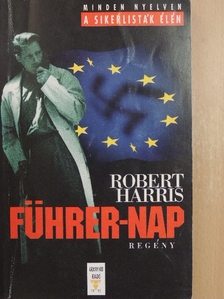 MINDEN NYELVEN
A SIKERLISTÁK ÉLÉN
ROBERT
HARRIS
FÜHRER-NAP
REGÉNY